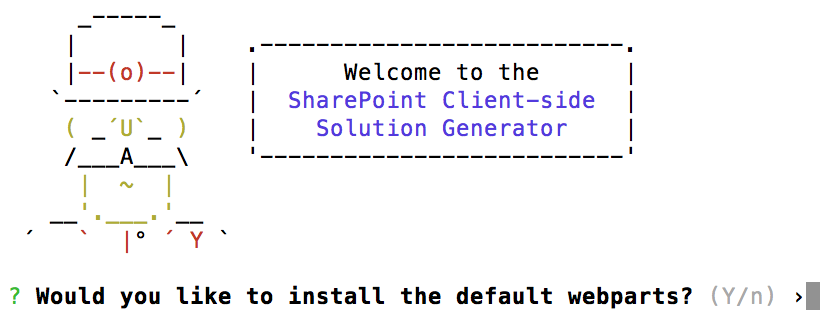 Welcome to the
SharePoint Client-side
Solution Generator
? Would you like to install the default webparts? (Y/n) ›